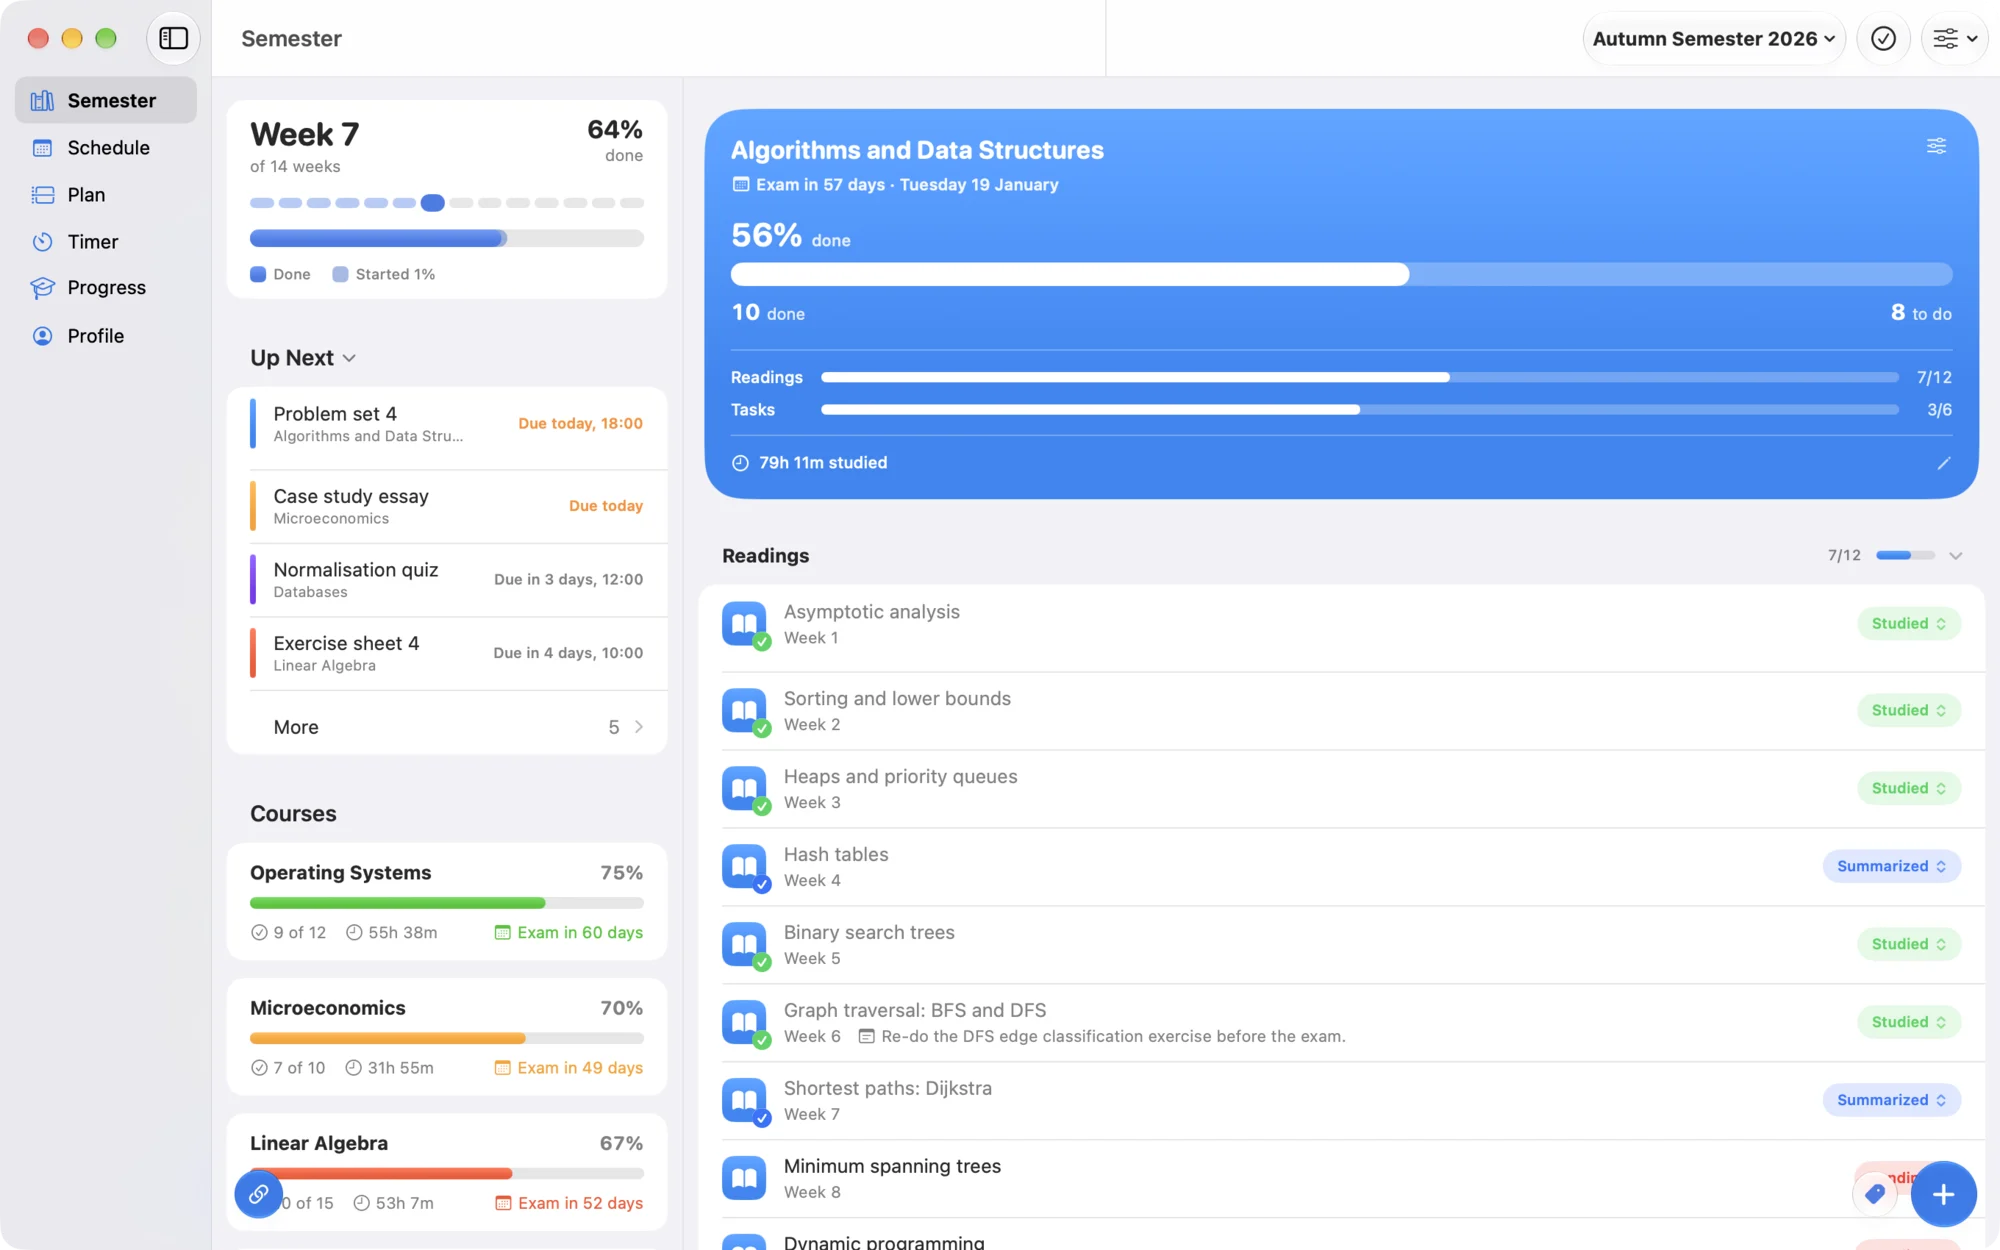 Semester
Autumn Semester 2026
Semester
Schedule
Plan
Timer
Progress
Profile
Week 7
64%
of 14 weeks
done
Done
Started 1%
Up Next
Problem set 4
Algorithms and Data Stru...
Due today, 18:00
Case study essay
Microeconomics
Due today
Normalisation quiz
Databases
Due in 3 days, 12:00
Exercise sheet 4
Linear Algebra
Due in 4 days, 10:00
More
5
Courses
Operating Systems
75%
9 of 12
55h 38m
Exam in 60 days
Microeconomics
70%
7 of 10
31h 55m
Exam in 49 days
Linear Algebra
67%
0 of 15
53h 7m
Exam in 52 days
Algorithms and Data Structures
Exam in 57 days · Tuesday 19 January
56% done
10 done
8 to do
Readings
7/12
Tasks
3/6
79h 11m studied
Readings
7/12
Asymptotic analysis
Week 1
Studied
Sorting and lower bounds
Week 2
Studied
Heaps and priority queues
Week 3
Studied
Hash tables
Week 4
Summarized
Binary search trees
Week 5
Studied
Graph traversal: BFS and DFS
Week 6
Re-do the DFS edge classification exercise before the exam.
Studied
Shortest paths: Dijkstra
Week 7
Summarized
Minimum spanning trees
Week 8
Dynamic programming